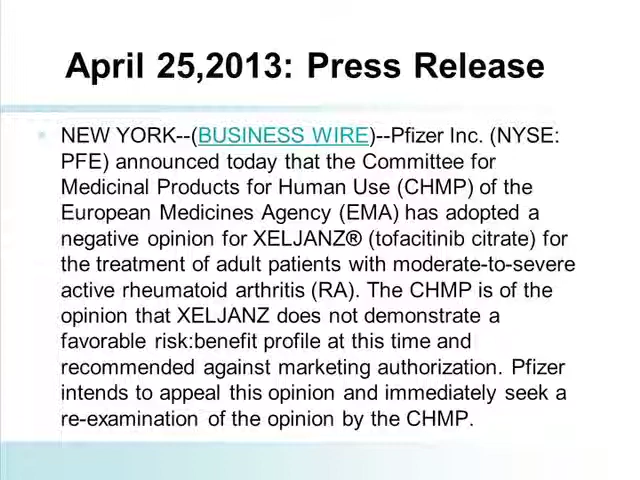 April 25,2013: Press Release
NEW YORK--(BUSINESS WIRE)--Pfizer Inc. (NYSE:
PFE) announced today that the Committee for
Medicinal Products for Human Use (CHMP) of the
European Medicines Agency (EMA) has adopted a
negative opinion for XELJANZ® (tofacitinib citrate) for
the treatment of adult patients with moderate-to-severe
active rheumatoid arthritis (RA). The CHMP is of the
opinion that XELJANZ does not demonstrate a
favorable risk:benefit profile at this time and
recommended against marketing authorization. Pfizer
intends to appeal this opinion and immediately seek a
re-examination of the opinion by the CHMP.